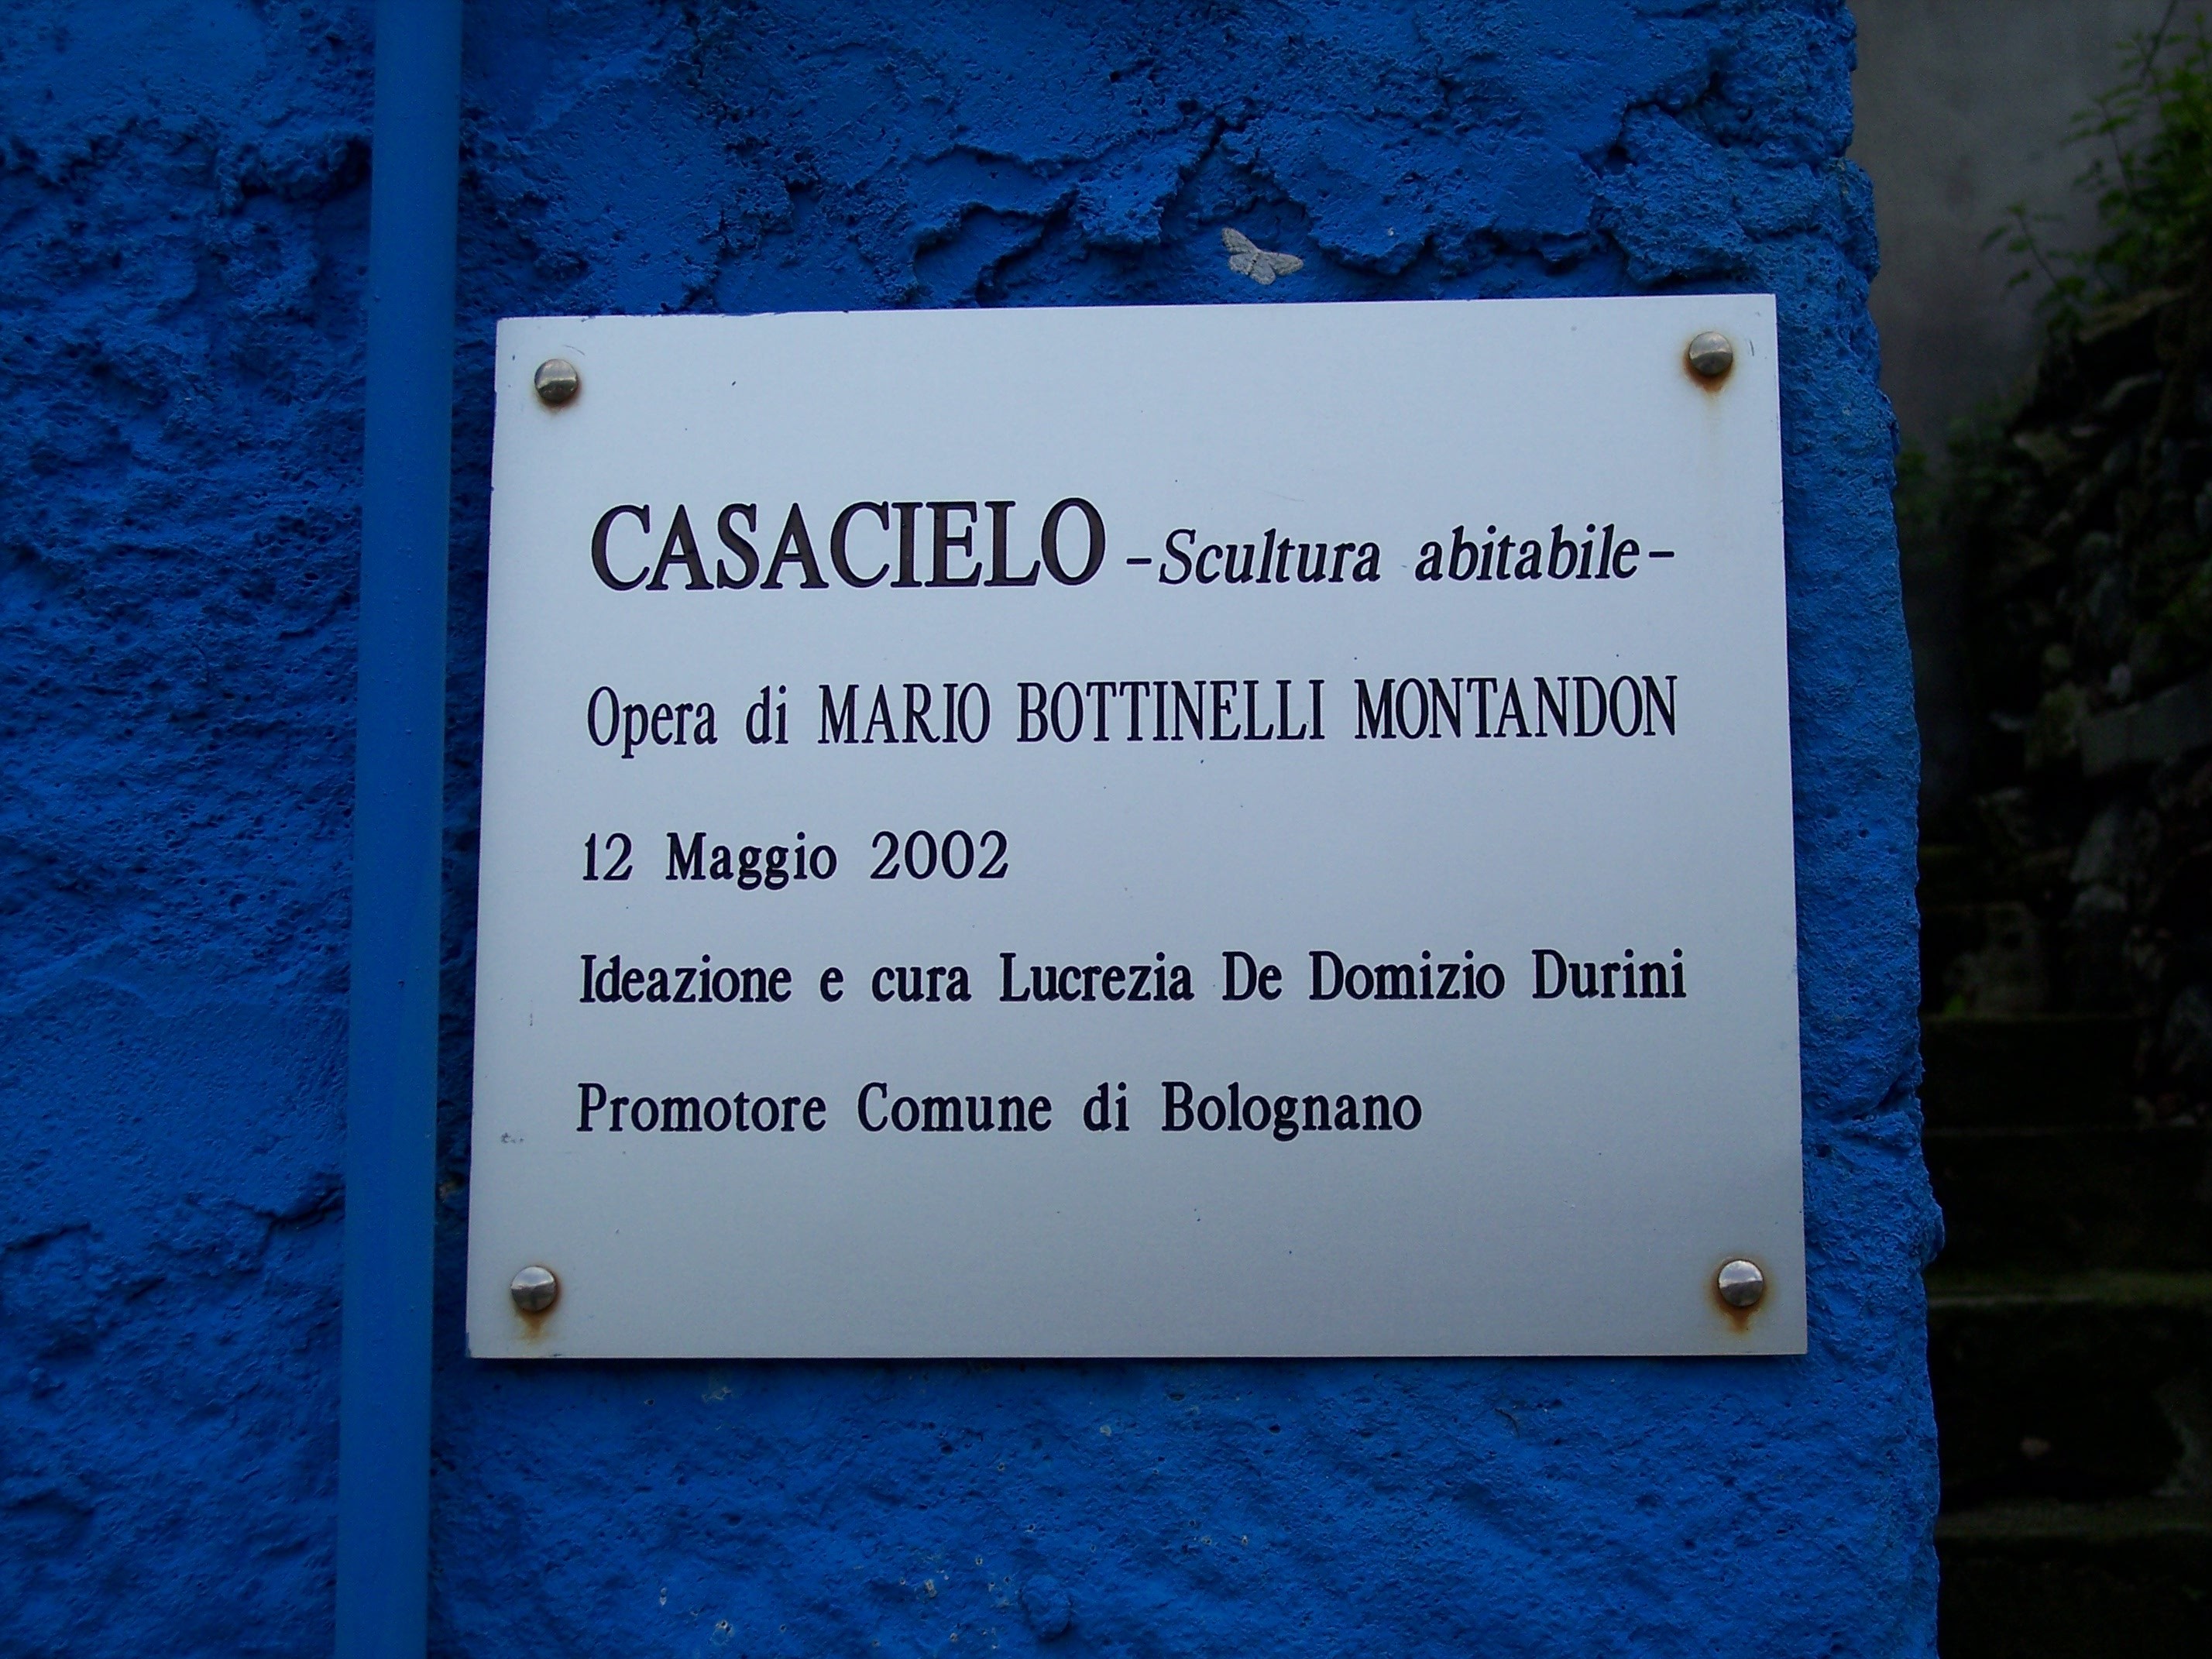 CASACIELO -Scultura abitabile-
Opera di MARIO BOTTINELLI MONTANDON
12 Maggio 2002
Ideazione e cura Lucrezia De Domizio Durini
Promotore Comune di Bolognano